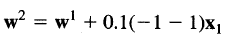 w² = w¹ + 0.1(−1 − 1)x₁